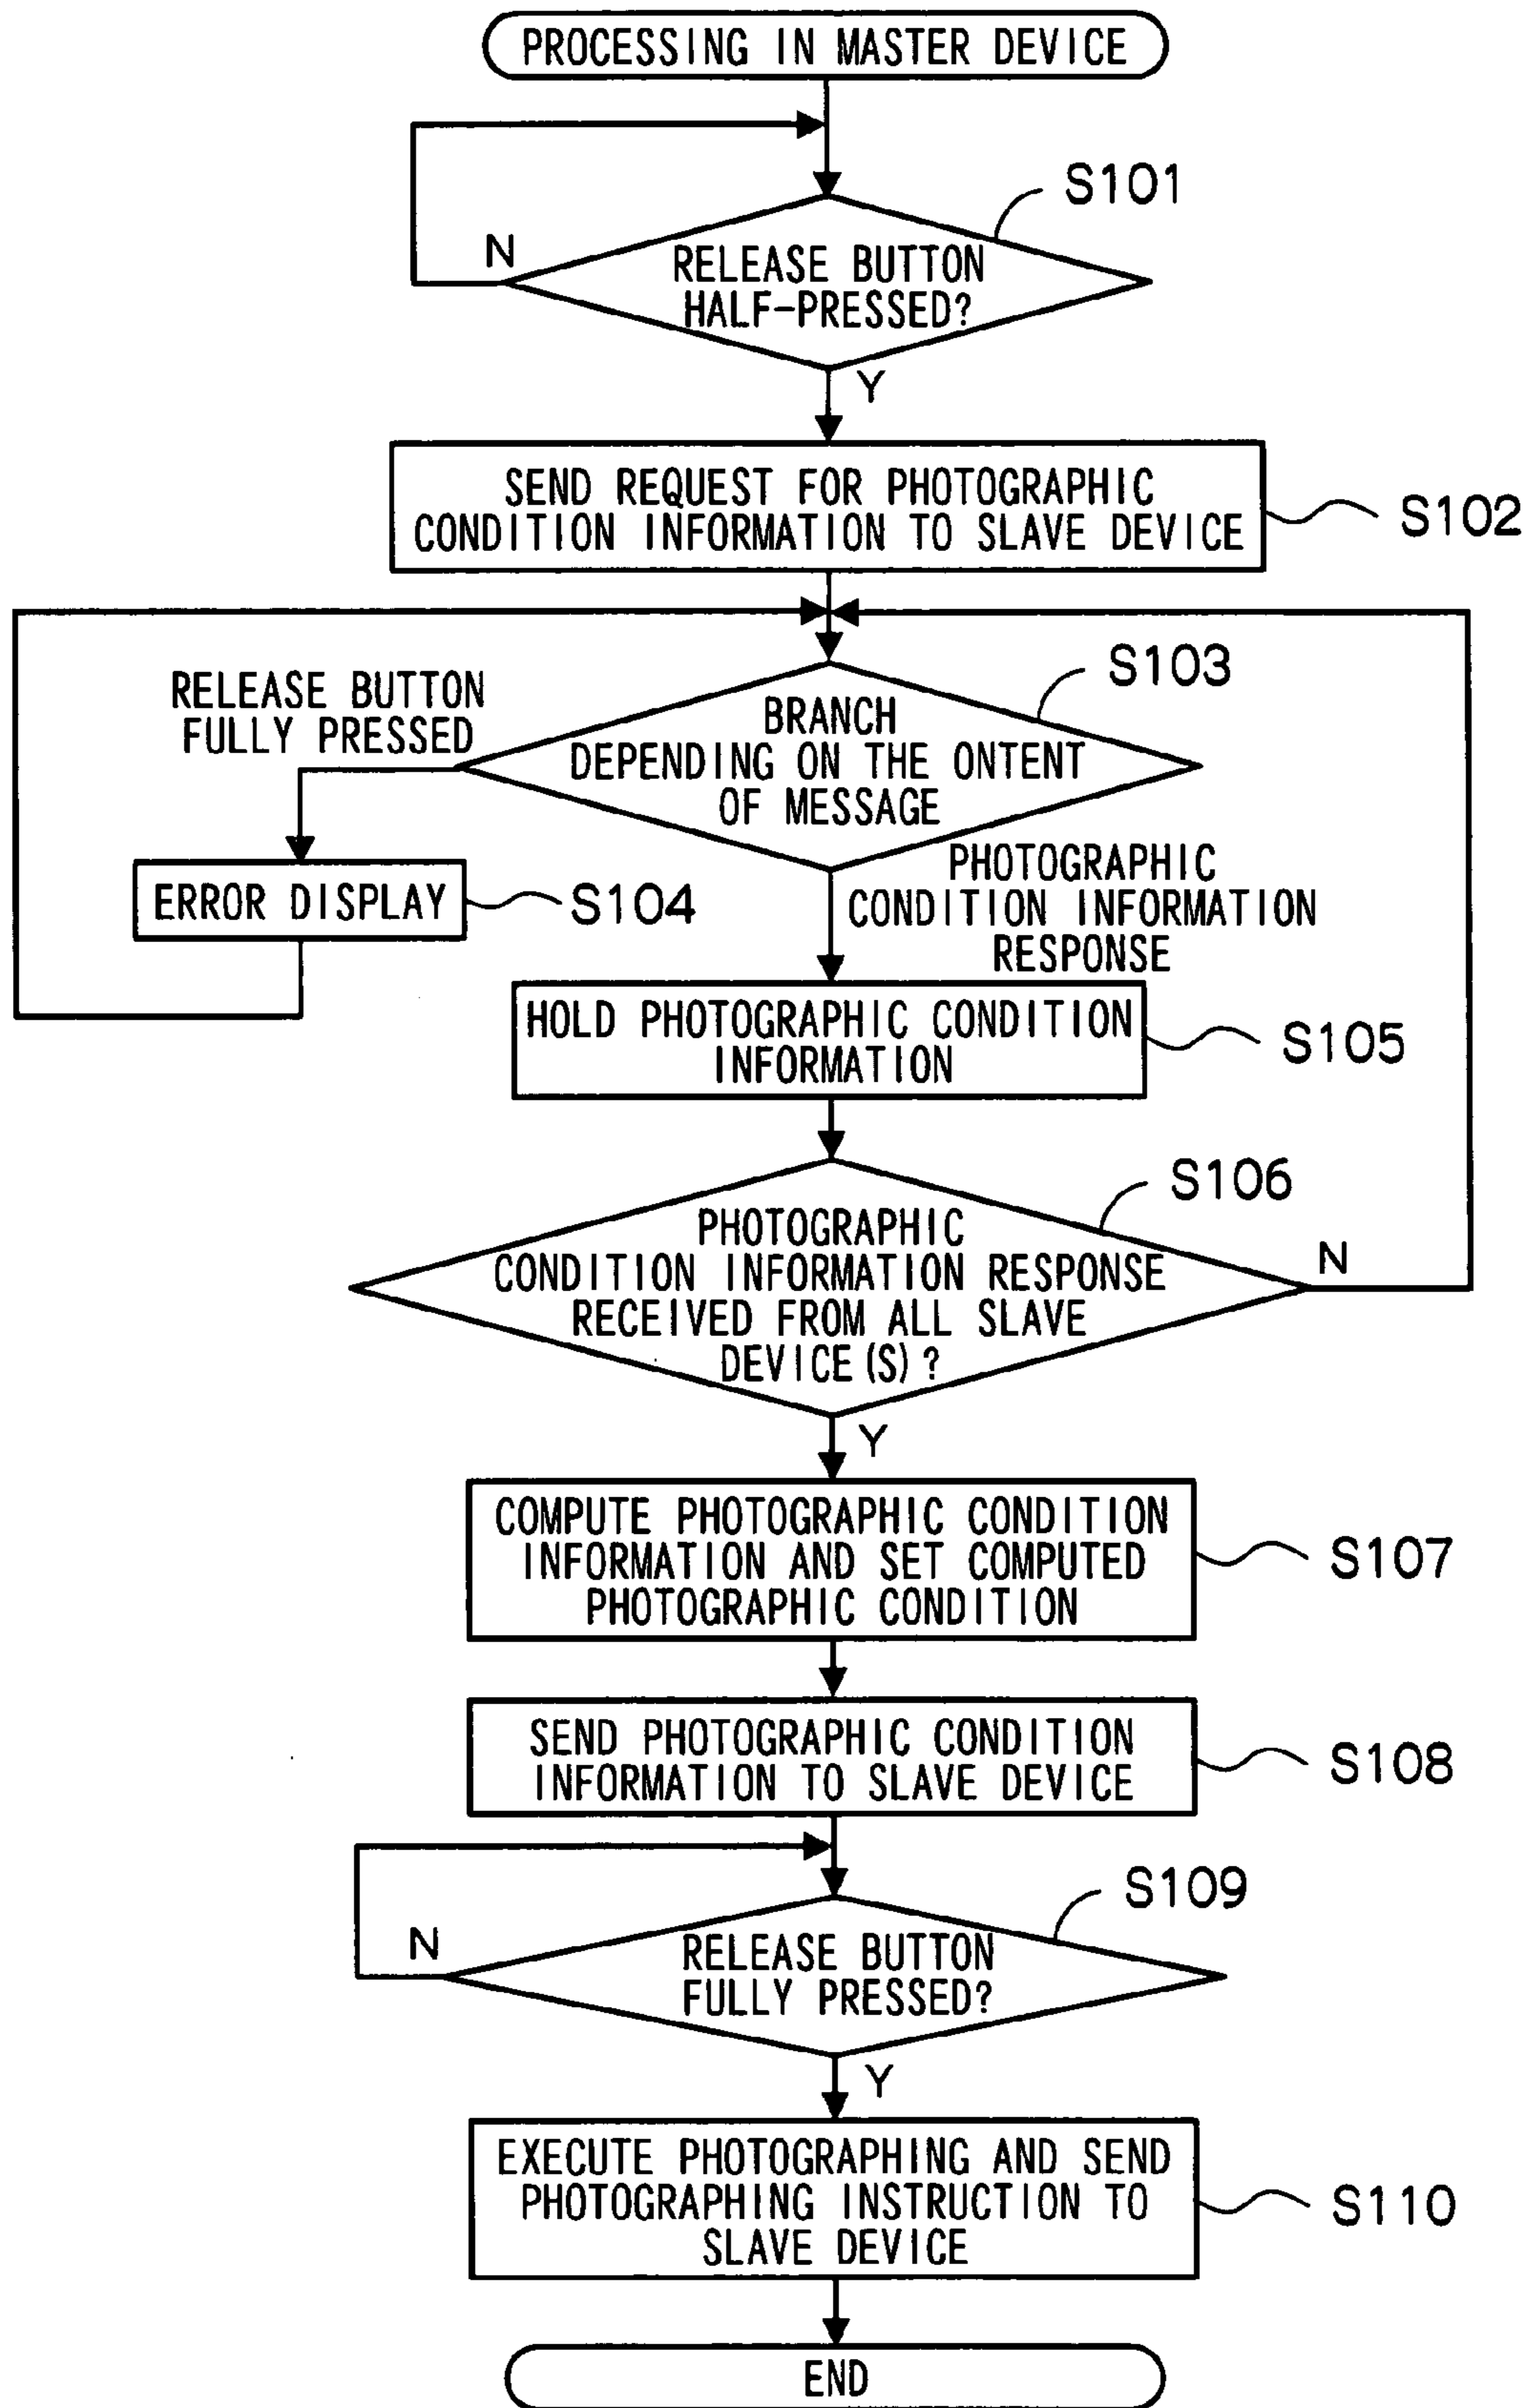 PROCESSING IN MASTER DEVICE
S101
N
RELEASE BUTTON
HALF-PRESSED?
Y
SEND REQUEST FOR PHOTOGRAPHIC
CONDITION INFORMATION TO SLAVE DEVICE
S102
S103
RELEASE BUTTON
FULLY PRESSED
BRANCH
DEPENDING ON THE ONTENT
OF MESSAGE
PHOTOGRAPHIC
CONDITION INFORMATION
RESPONSE
ERROR DISPLAY
S104
HOLD PHOTOGRAPHIC CONDITION
INFORMATION
S105
S106
PHOTOGRAPHIC
CONDITION INFORMATION RESPONSE
RECEIVED FROM ALL SLAVE
DEVICE(S)?
N
Y
COMPUTE PHOTOGRAPHIC CONDITION
INFORMATION AND SET COMPUTED
PHOTOGRAPHIC CONDITION
S107
SEND PHOTOGRAPHIC CONDITION
INFORMATION TO SLAVE DEVICE
S108
S109
N
RELEASE BUTTON
FULLY PRESSED?
Y
EXECUTE PHOTOGRAPHING AND SEND
PHOTOGRAPHING INSTRUCTION TO
SLAVE DEVICE
S110
END